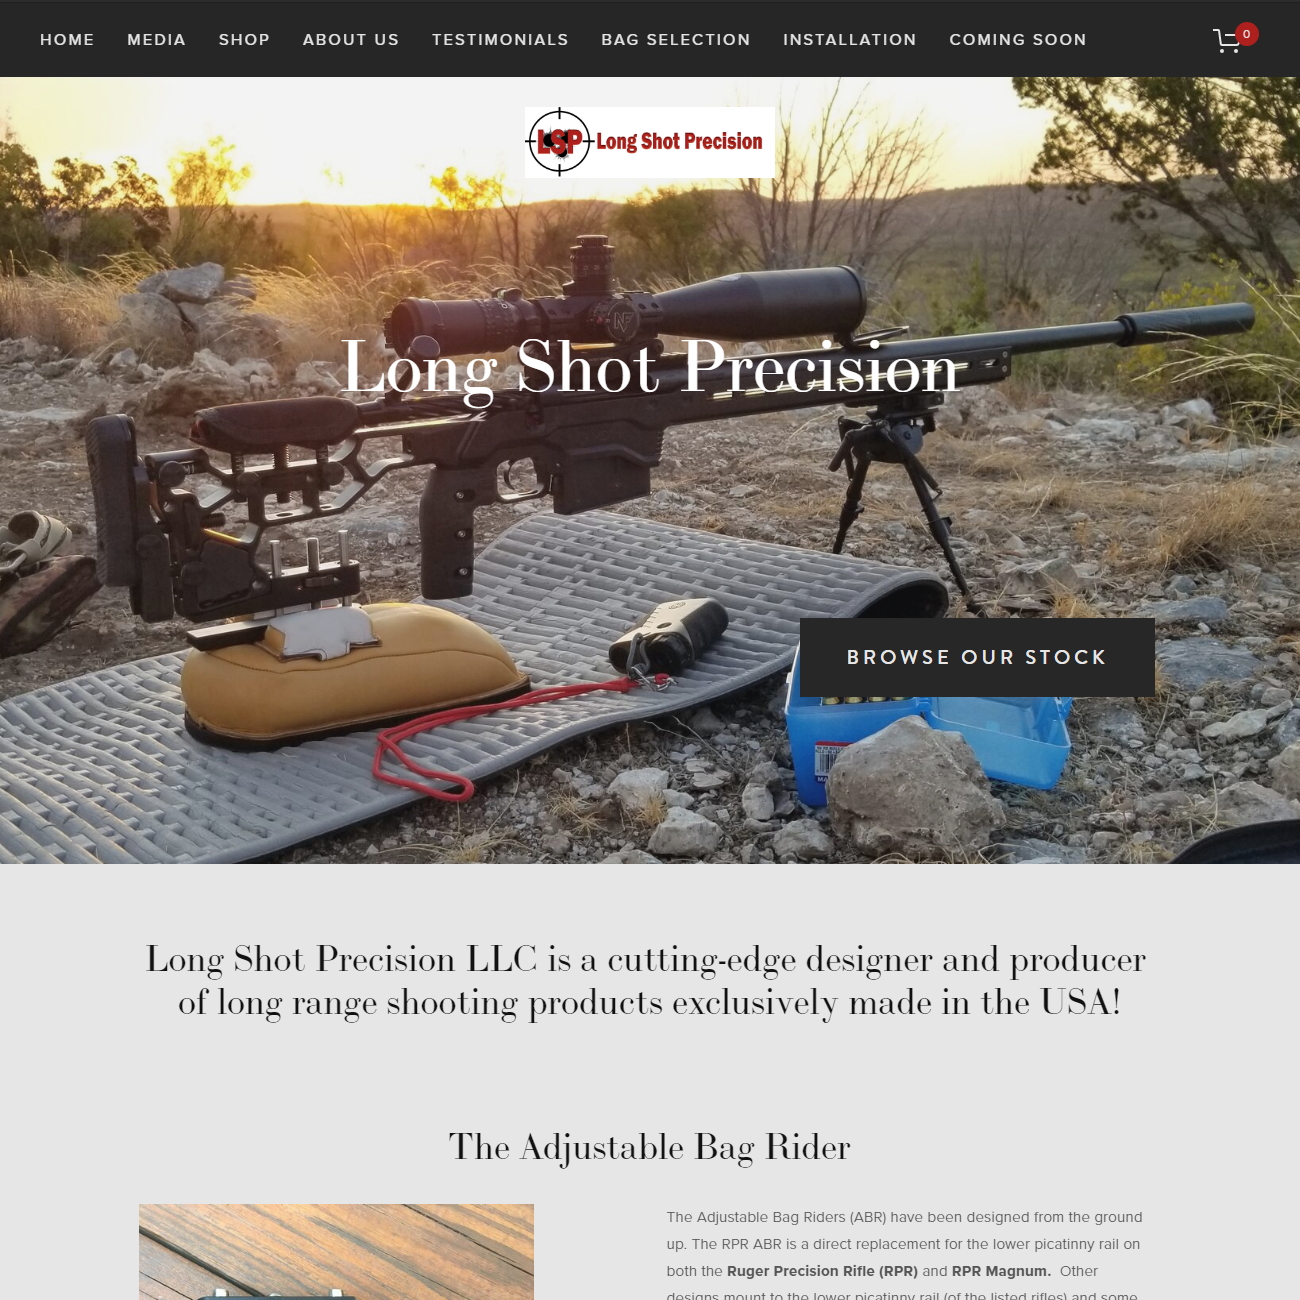 HOME MEDIA SHOP ABOUT US TESTIMONIALS BAG SELECTION INSTALLATION COMING SOON 0
LSP Long Shot Precision
NF
Long Shot Precision
BROWSE OUR STOCK
Long Shot Precision LLC is a cutting-edge designer and producer
of long range shooting products exclusively made in the USA!
The Adjustable Bag Rider
The Adjustable Bag Riders (ABR) have been designed from the ground
up. The RPR ABR is a direct replacement for the lower picatinny rail on
both the Ruger Precision Rifle (RPR) and RPR Magnum. Other
designs mount to the lower picatinny rail (of the listed rifles) and some